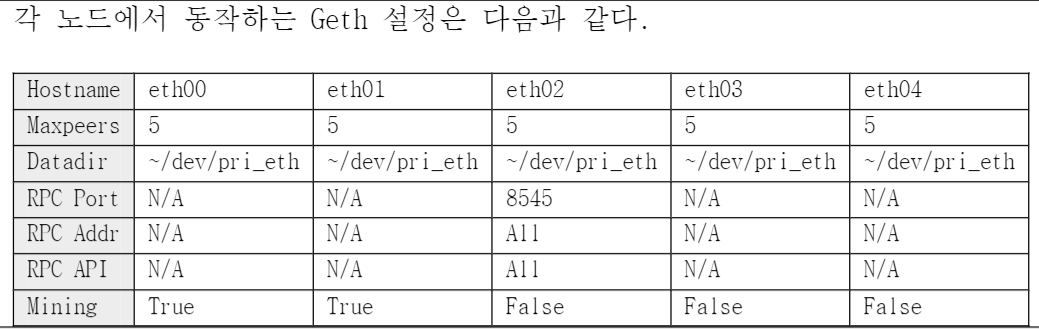 각 노드에서 동작하는 Geth 설정은 다음과 같다.
Hostname eth00 eth01 eth02 eth03 eth04
Maxpeers 5 5 5 5 5
Datadir ~/dev/pri_eth ~/dev/pri_eth ~/dev/pri_eth ~/dev/pri_eth ~/dev/pri_eth
RPC Port N/A N/A 8545 N/A N/A
RPC Addr N/A N/A All N/A N/A
RPC API N/A N/A All N/A N/A
Mining True True False False False